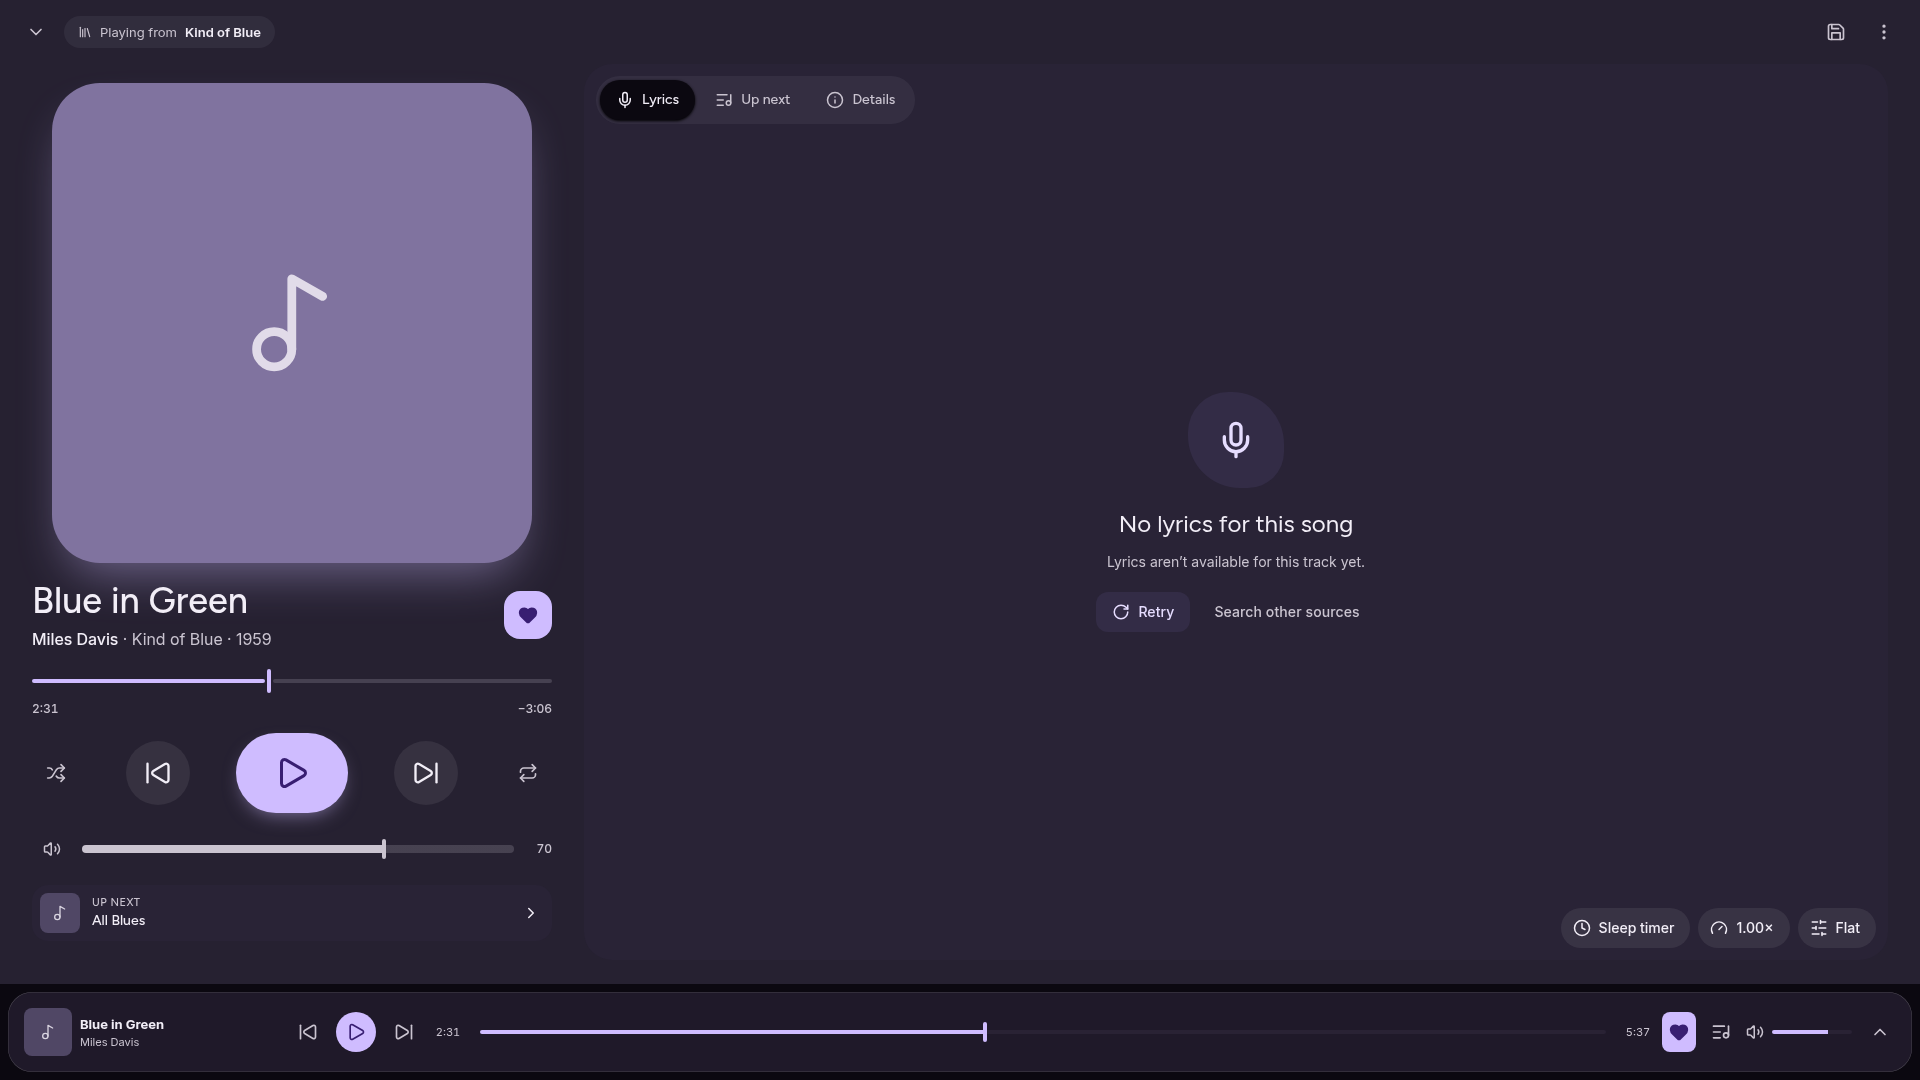 Playing from Kind of Blue
Lyrics
Up next
Details
Blue in Green
Miles Davis · Kind of Blue · 1959
2:31
−3:06
70
UP NEXT
All Blues
No lyrics for this song
Lyrics aren’t available for this track yet.
Retry
Search other sources
Sleep timer
1.00×
Flat
Blue in Green
Miles Davis
2:31
5:37